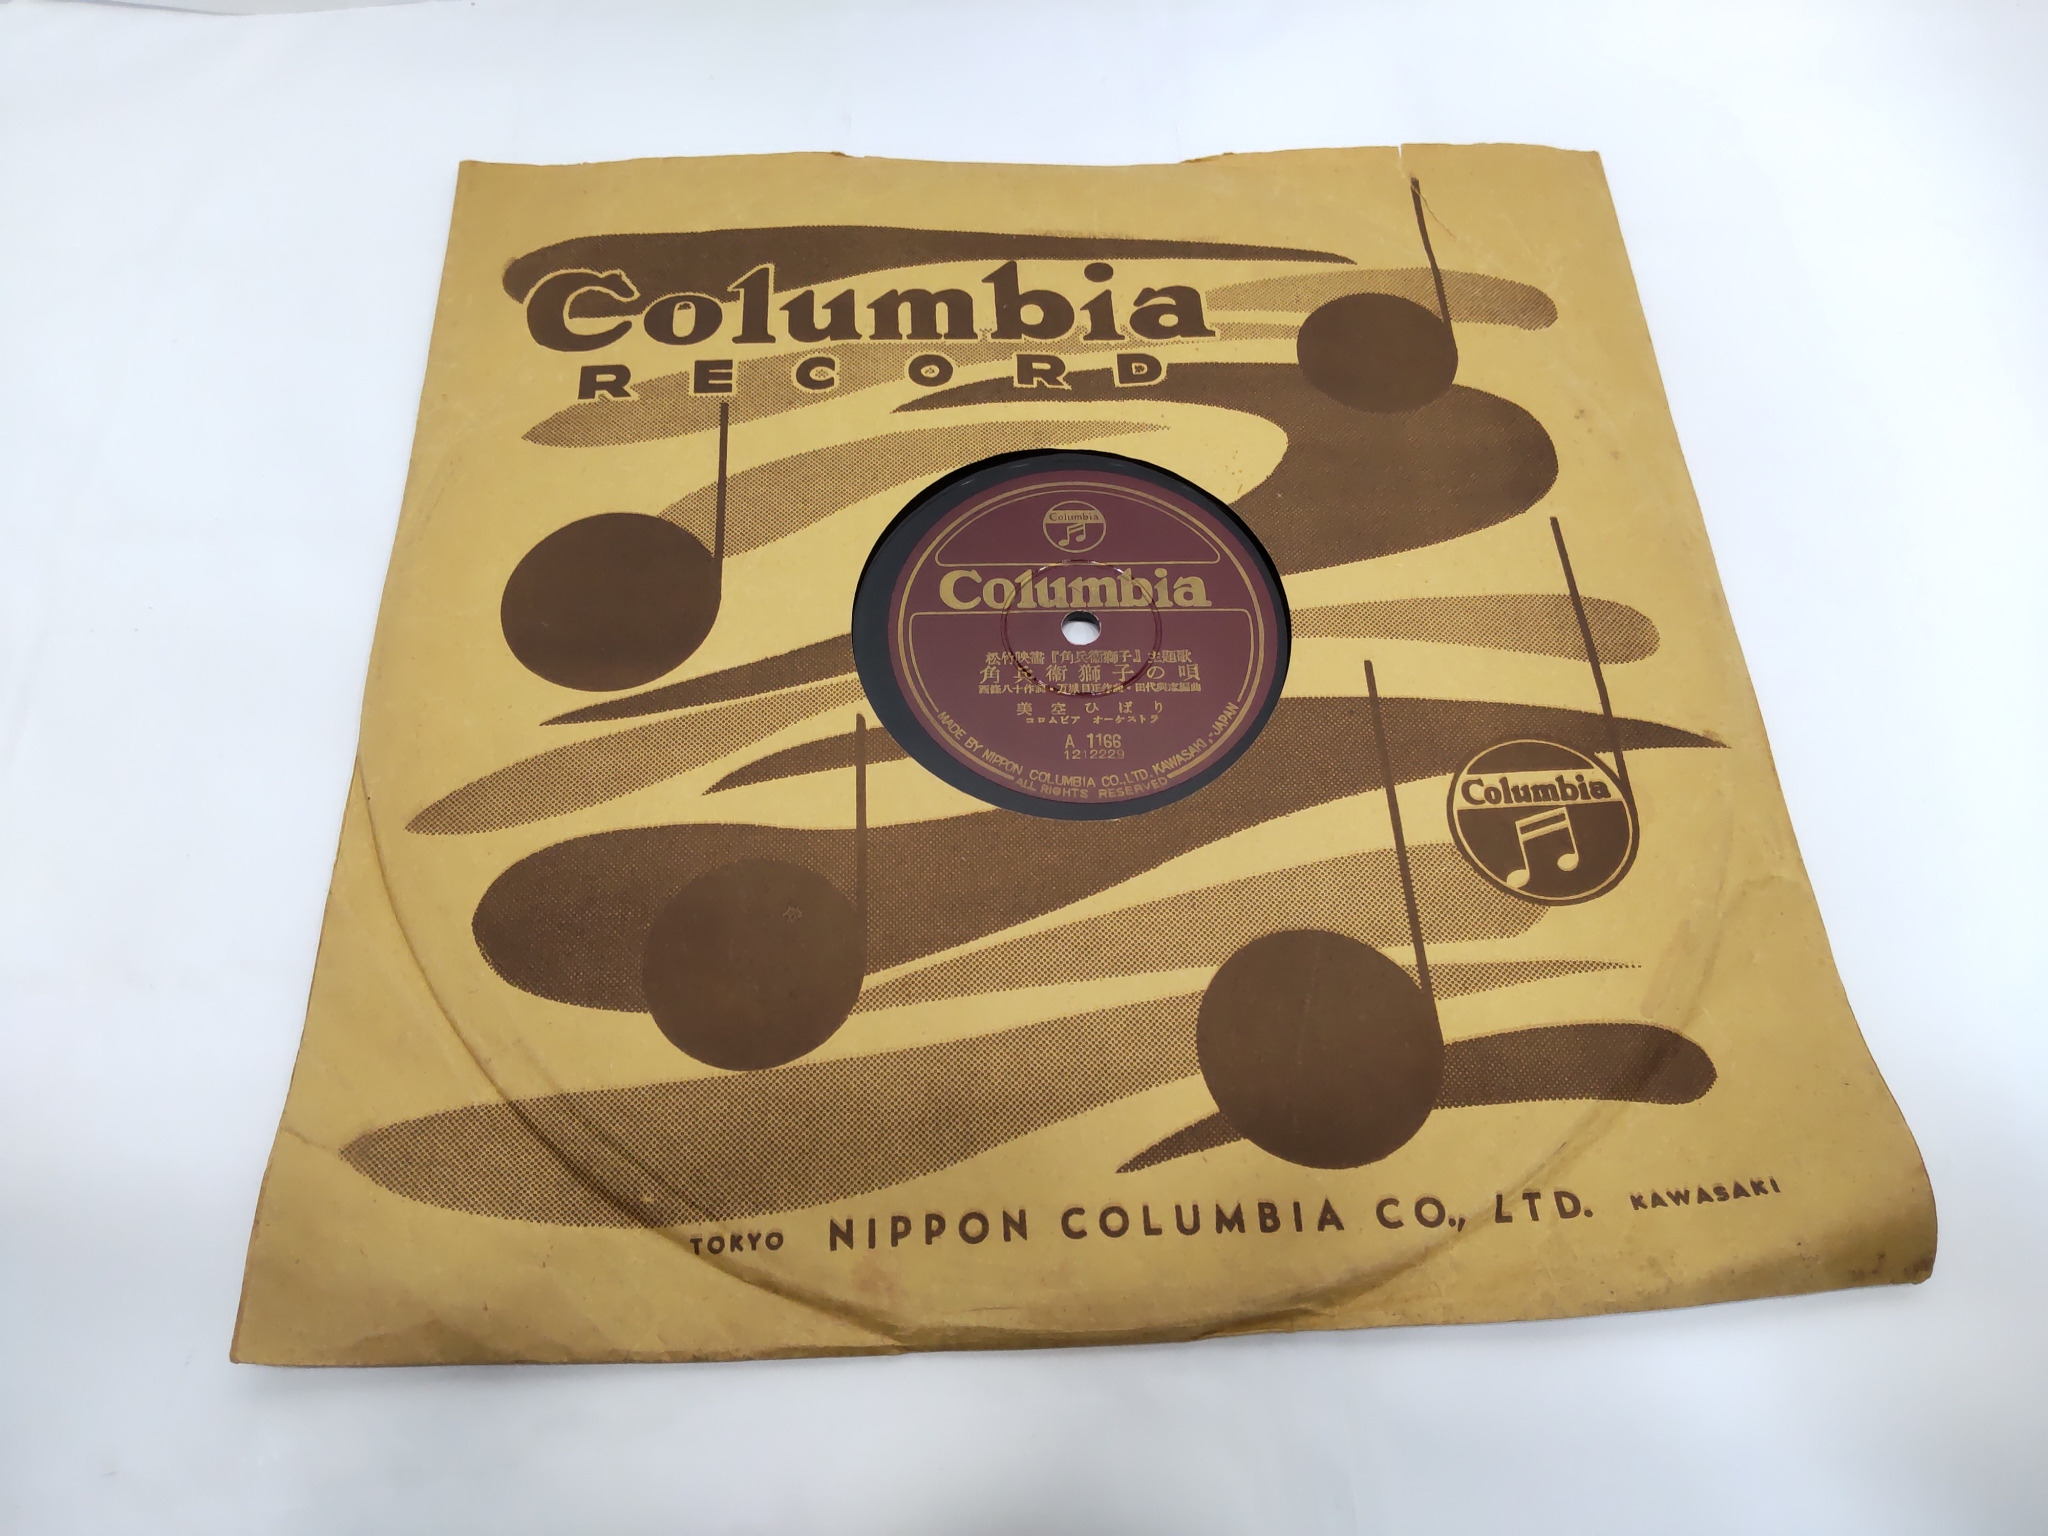 Columbia
RECORD
Columbia
Columbia
松竹映畫『角兵衞獅子』主題歌
角兵衞獅子の唄
西條八十作詞・万城目正作曲・田代與志編曲
美空ひばり
コロムビア オーケストラ
A 1166
1212229
MADE BY NIPPON COLUMBIA CO., LTD. KAWASAKI, JAPAN
ALL RIGHTS RESERVED
Columbia
TOKYO NIPPON COLUMBIA CO., LTD. KAWASAKI